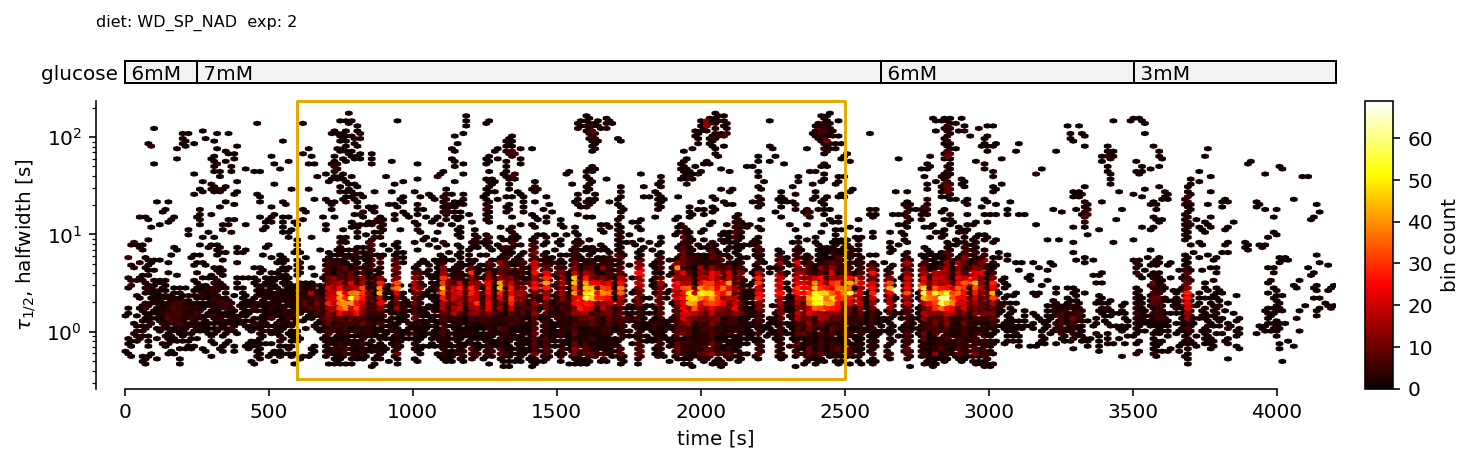 diet: WD_SP_NAD  exp: 2
glucose 6mM 7mM 6mM 3mM
τ1/2, halfwidth [s]
10²
10¹
10⁰
0 500 1000 1500 2000 2500 3000 3500 4000
time [s]
60
50
40
30
20
10
0
bin count